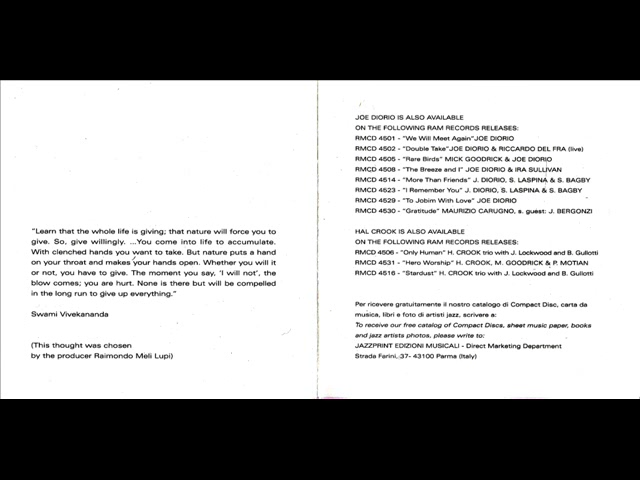 "Learn that the whole life is giving; that nature will force you to
give. So, give willingly. ...You come into life to accumulate.
With clenched hands you want to take. But nature puts a hand
on your throat and makes your hands open. Whether you will it
or not, you have to give. The moment you say, 'I will not', the
blow comes; you are hurt. None is there but will be compelled
in the long run to give up everything."
Swami Vivekananda
(This thought was chosen
by the producer Raimondo Meli Lupi)
JOE DIORIO IS ALSO AVAILABLE
ON THE FOLLOWING RAM RECORDS RELEASES:
RMCD 4501 - "We Will Meet Again"JOE DIORIO
RMCD 4502 - "Double Take"JOE DIORIO & RICCARDO DEL FRA (live)
RMCD 4505 - "Rare Birds" MICK GOODRICK & JOE DIORIO
RMCD 4508 - "The Breeze and I" JOE DIORIO & IRA SULLIVAN
RMCD 4514 - "More Than Friends" J. DIORIO, S. LASPINA & S. BAGBY
RMCD 4523 - "I Remember You" J. DIORIO, S. LASPINA & S. BAGBY
RMCD 4529 - "To Jobim With Love" JOE DIORIO
RMCD 4530 - "Gratitude" MAURIZIO CARUGNO, s. guest: J. BERGONZI
HAL CROOK IS ALSO AVAILABLE
ON THE FOLLOWING RAM RECORDS RELEASES:
RMCD 4506 - "Only Human" H. CROOK trio with J. Lockwood and B. Gullotti
RMCD 4531 - "Hero Worship" H. CROOK, M. GOODRICK & P. MOTIAN
RMCD 4516 - "Stardust" H. CROOK trio with J. Lockwood and B. Gullotti
Per ricevere gratuitamente il nostro catalogo di Compact Disc, carta da
musica, libri e foto di artisti jazz, scrivere a:
To receive our free catalog of Compact Discs, sheet music paper, books
and jazz artists photos, please write to:
JAZZPRINT EDIZIONI MUSICALI - Direct Marketing Department
Strada Farini, 37- 43100 Parma (Italy)